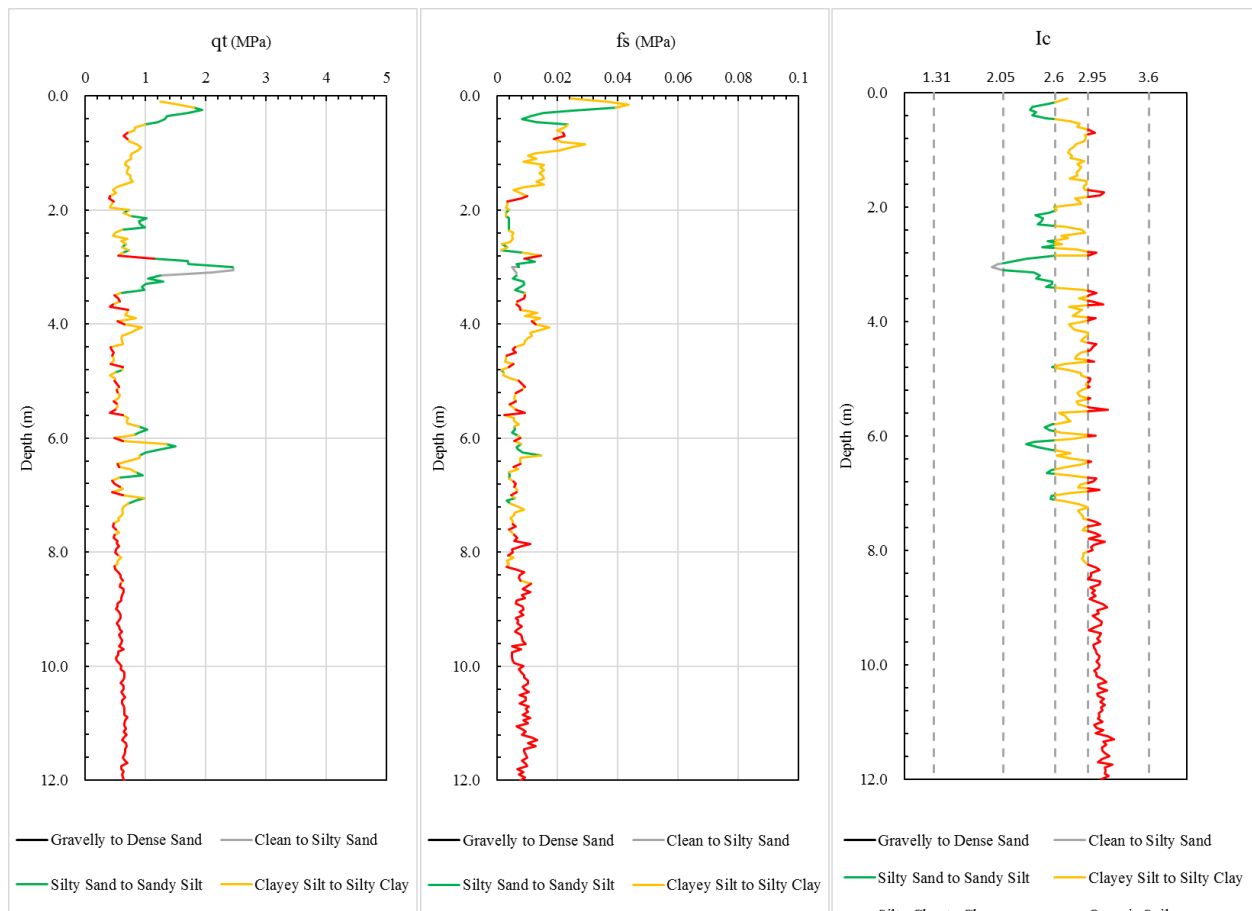 qt (MPa)
0 1 2 3 4 5
0.0
2.0
4.0
6.0
8.0
10.0
12.0
Depth (m)
Gravelly to Dense Sand Clean to Silty Sand
Silty Sand to Sandy Silt Clayey Silt to Silty Clay
fs (MPa)
0 0.02 0.04 0.06 0.08 0.1
0.0
2.0
4.0
6.0
8.0
10.0
12.0
Depth (m)
Gravelly to Dense Sand Clean to Silty Sand
Silty Sand to Sandy Silt Clayey Silt to Silty Clay
Ic
1.31 2.05 2.6 2.95 3.6
0.0
2.0
4.0
6.0
8.0
10.0
12.0
Depth (m)
Gravelly to Dense Sand Clean to Silty Sand
Silty Sand to Sandy Silt Clayey Silt to Silty Clay